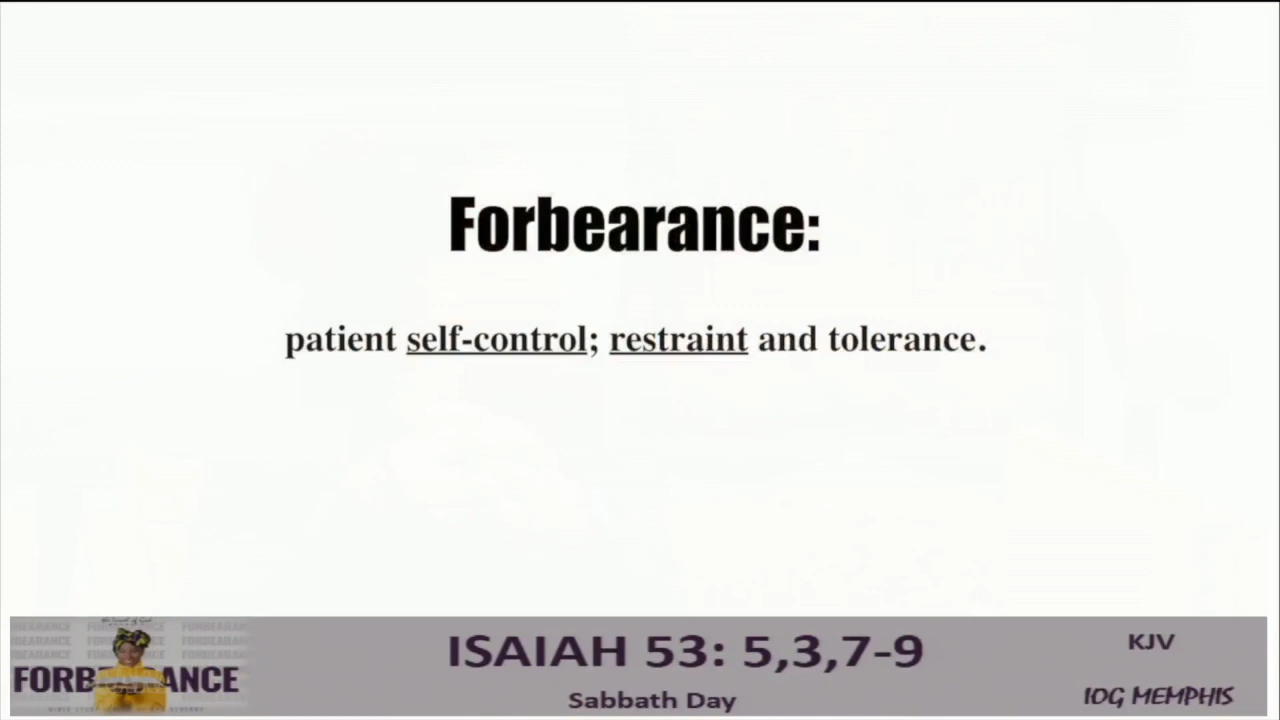 Forbearance:
patient self-control; restraint and tolerance.
FORBEARANCE
ISAIAH 53: 5,3,7-9
Sabbath Day
KJV
IOG MEMPHIS